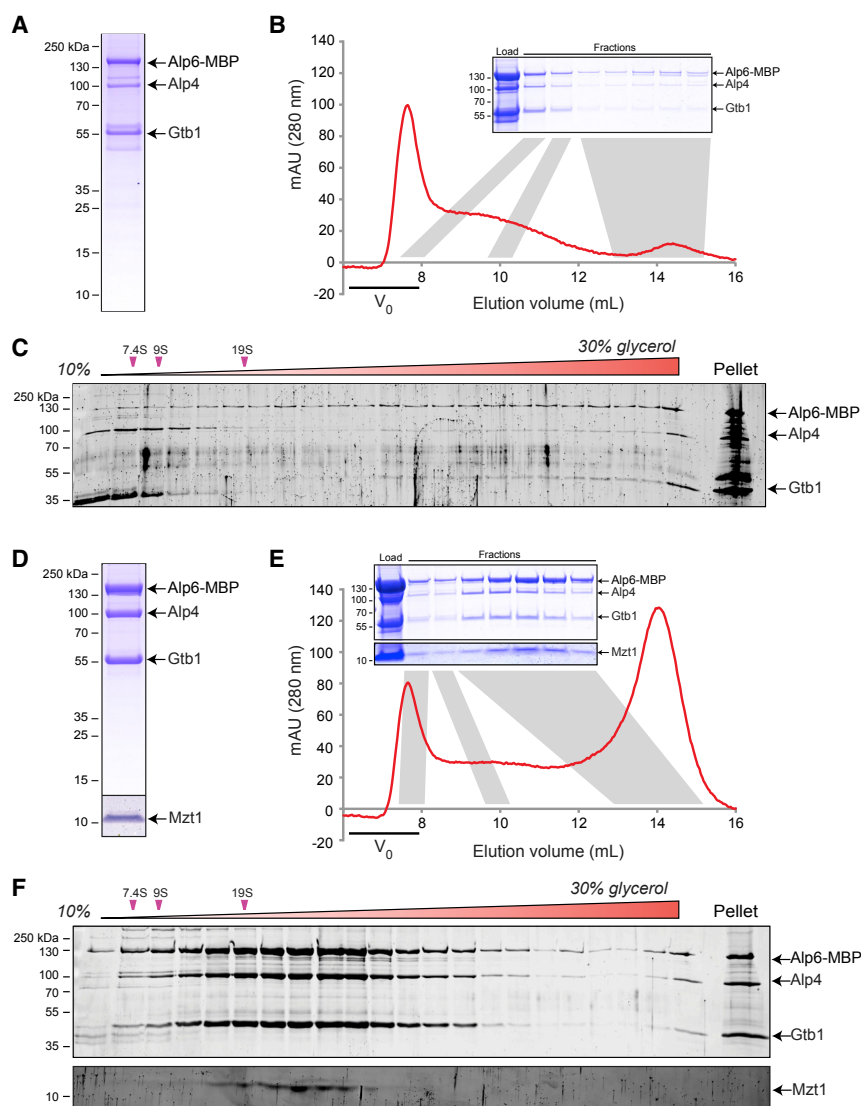 A
250 kDa
130
100
55
35
25
15
10
Alp6-MBP
Alp4
Gtb1
B
mAU (280 nm)
140
120
100
80
60
40
20
0
-20
8
10
12
14
16
V0
Elution volume (mL)
Load
Fractions
130
100
70
55
Alp6-MBP
Alp4
Gtb1
C
10%
7.4S
9S
19S
30% glycerol
Pellet
250 kDa
130
100
70
55
35
Alp6-MBP
Alp4
Gtb1
D
250 kDa
130
100
55
35
25
15
10
Alp6-MBP
Alp4
Gtb1
Mzt1
E
mAU (280 nm)
140
120
100
80
60
40
20
0
-20
8
10
12
14
16
V0
Elution volume (mL)
Load
Fractions
130
100
70
55
10
Alp6-MBP
Alp4
Gtb1
Mzt1
F
10%
7.4S
9S
19S
30% glycerol
Pellet
250 kDa
130
100
70
55
35
10
Alp6-MBP
Alp4
Gtb1
Mzt1